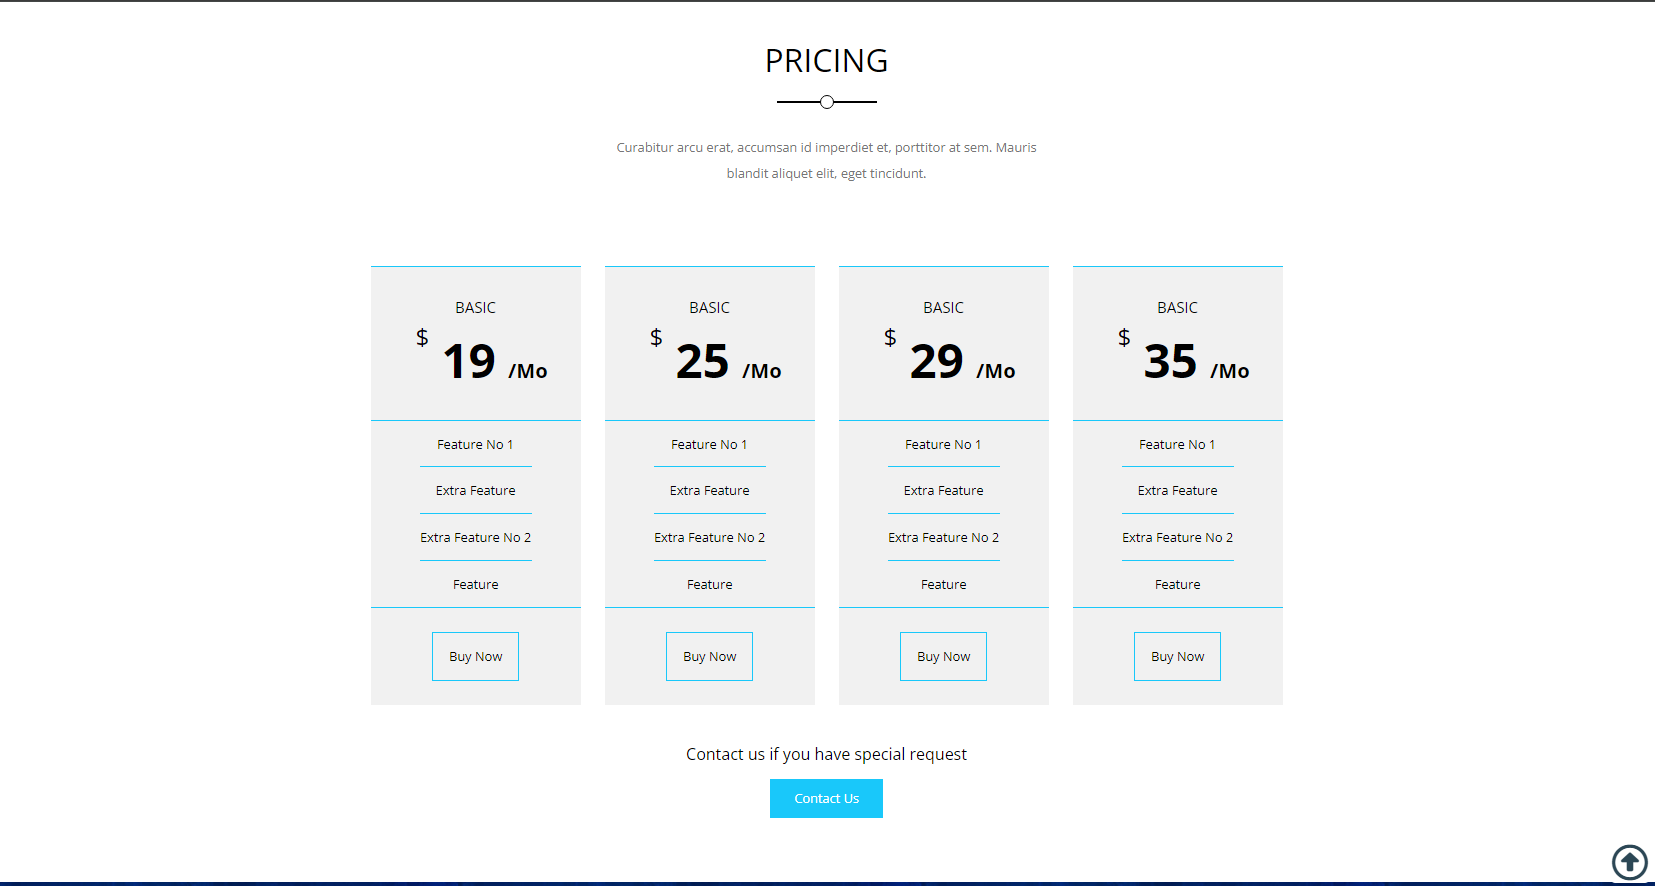 PRICING
Curabitur arcu erat, accumsan id imperdiet et, porttitor at sem. Mauris
blandit aliquet elit, eget tincidunt.
BASIC
$ 19 /Mo
Feature No 1
Extra Feature
Extra Feature No 2
Feature
Buy Now
BASIC
$ 25 /Mo
Feature No 1
Extra Feature
Extra Feature No 2
Feature
Buy Now
BASIC
$ 29 /Mo
Feature No 1
Extra Feature
Extra Feature No 2
Feature
Buy Now
BASIC
$ 35 /Mo
Feature No 1
Extra Feature
Extra Feature No 2
Feature
Buy Now
Contact us if you have special request
Contact Us